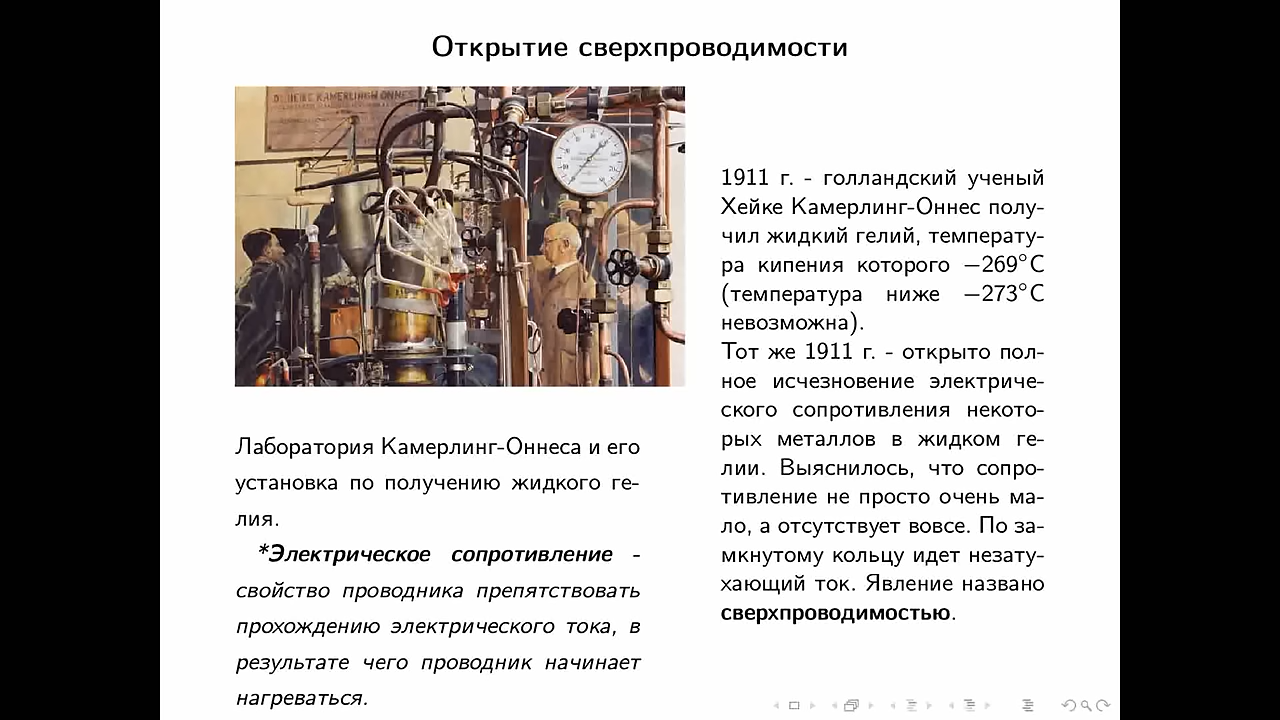 Открытие сверхпроводимости
DR. HEIKE KAMERLINGH ONNES
Лаборатория Камерлинг-Оннеса и его
установка по получению жидкого ге-
лия.
*Электрическое сопротивление -
свойство проводника препятствовать
прохождению электрического тока, в
результате чего проводник начинает
нагреваться.
1911 г. - голландский ученый
Хейке Камерлинг-Оннес полу-
чил жидкий гелий, температу-
ра кипения которого −269°C
(температура ниже −273°C
невозможна).
Тот же 1911 г. - открыто пол-
ное исчезновение электриче-
ского сопротивления некото-
рых металлов в жидком ге-
лии. Выяснилось, что сопро-
тивление не просто очень ма-
ло, а отсутствует вовсе. По за-
мкнутому кольцу идет незату-
хающий ток. Явление названо
сверхпроводимостью.